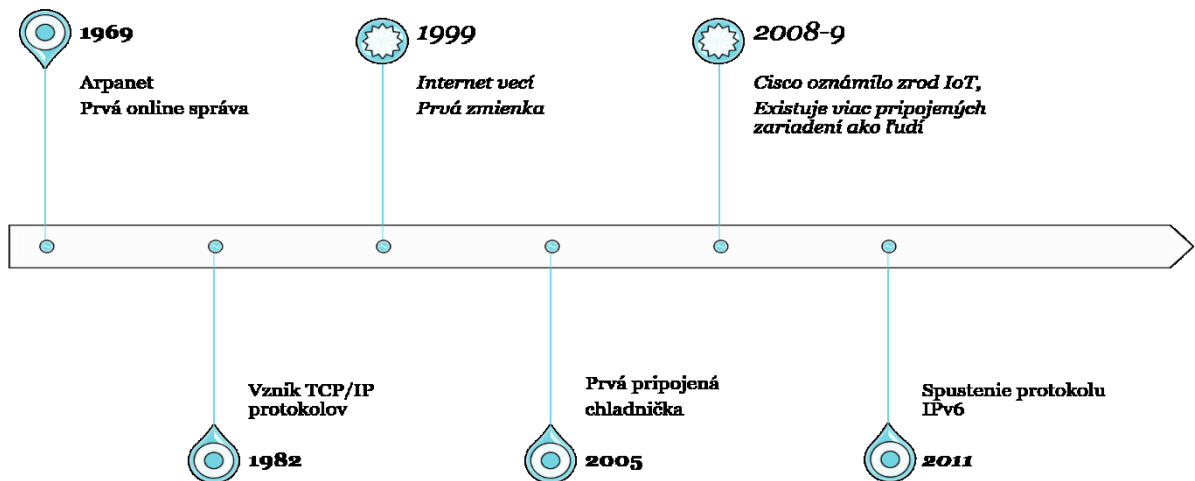 1969
Arpanet
Prvá online správa
1999
Internet vecí
Prvá zmienka
2008-9
Cisco oznámilo zrod IoT,
Existuje viac pripojených
zariadení ako ľudí
Vznik TCP/IP
protokolov
1982
Prvá pripojená
chladnička
2005
Spustenie protokolu
IPv6
2011